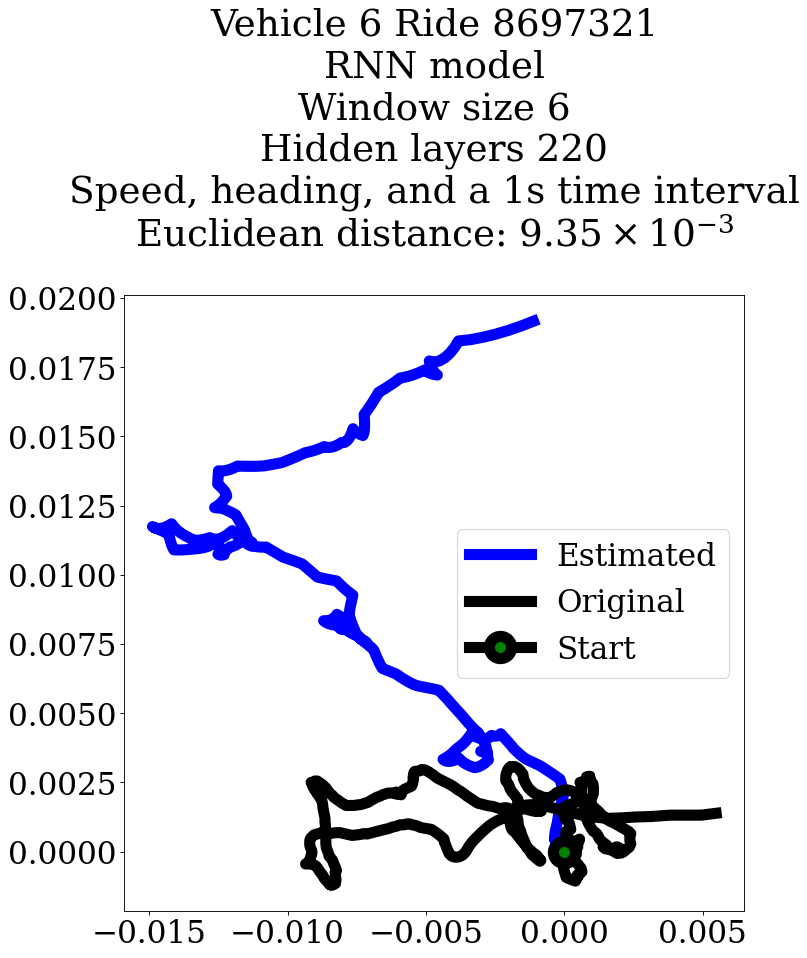 Vehicle 6 Ride 8697321
RNN model
Window size 6
Hidden layers 220
Speed, heading, and a 1s time interval
Euclidean distance: 9.35 × 10⁻³
0.0200
0.0175
0.0150
0.0125
0.0100
0.0075
0.0050
0.0025
0.0000
Estimated
Original
Start
−0.015 −0.010 −0.005 0.000 0.005